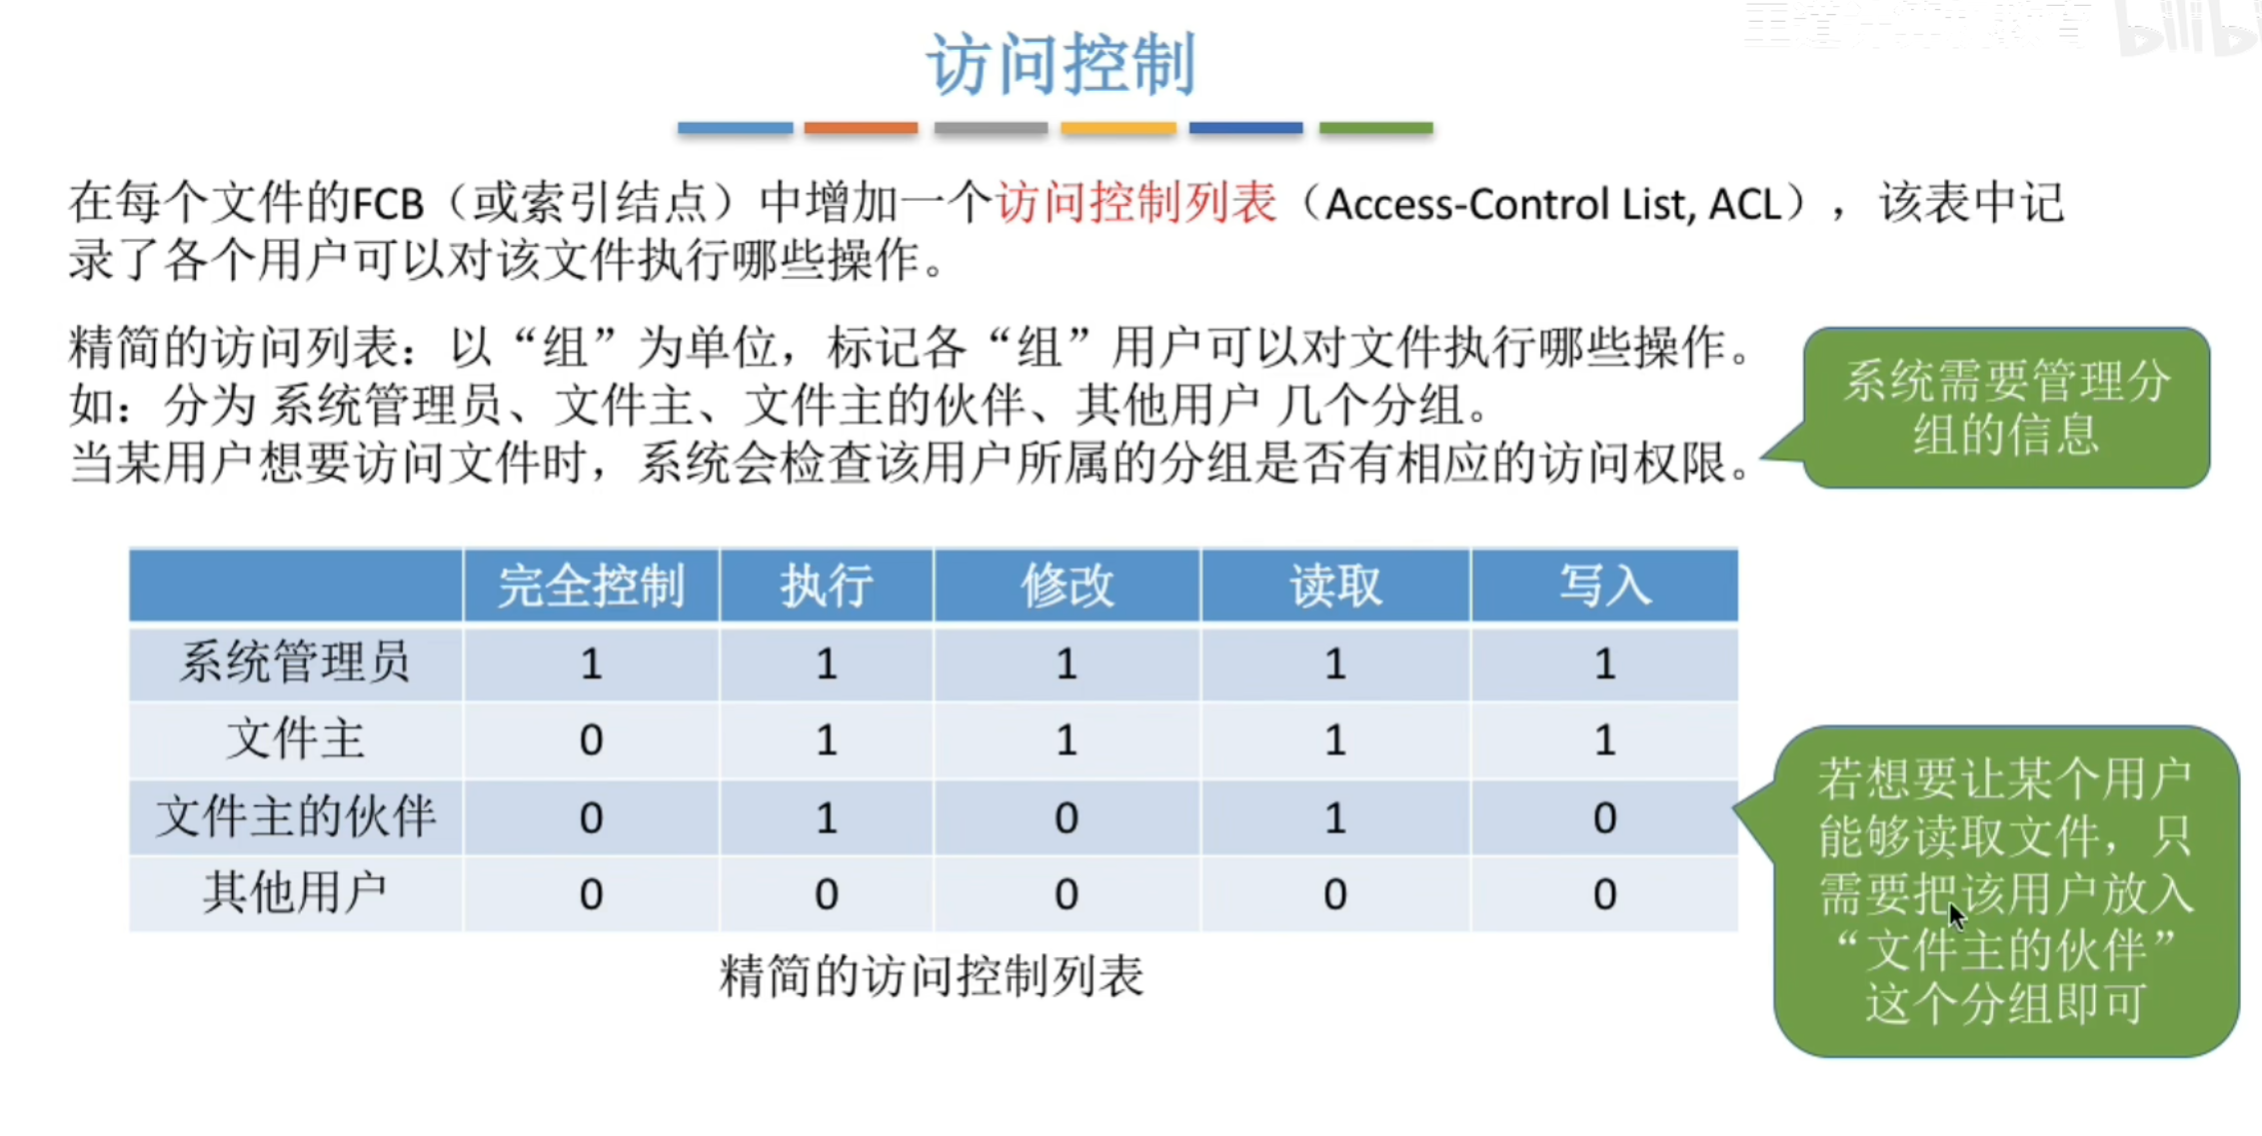 访问控制
在每个文件的FCB（或索引结点）中增加一个访问控制列表（Access-Control List, ACL），该表中记
录了各个用户可以对该文件执行哪些操作。
精简的访问列表：以“组”为单位，标记各“组”用户可以对文件执行哪些操作。
如：分为 系统管理员、文件主、文件主的伙伴、其他用户 几个分组。
当某用户想要访问文件时，系统会检查该用户所属的分组是否有相应的访问权限。
系统需要管理分
组的信息
完全控制 执行 修改 读取 写入
系统管理员 1 1 1 1 1
文件主 0 1 1 1 1
文件主的伙伴 0 1 0 1 0
其他用户 0 0 0 0 0
精简的访问控制列表
若想要让某个用户
能够读取文件，只
需要把该用户放入
“文件主的伙伴”
这个分组即可